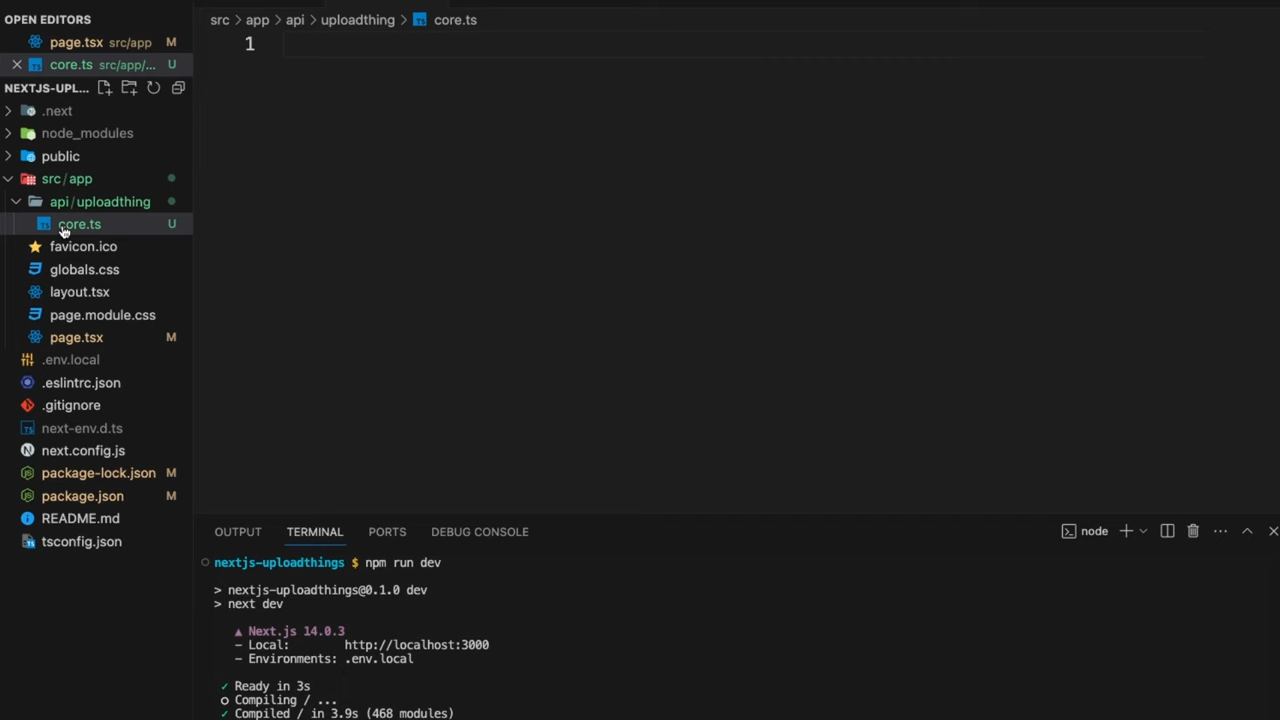 OPEN EDITORS
page.tsx src/app M
core.ts src/app/... U
NEXTJS-UPL...
.next
node_modules
public
src / app
api / uploadthing
core.ts U
favicon.ico
globals.css
layout.tsx
page.module.css
page.tsx M
.env.local
.eslintrc.json
.gitignore
next-env.d.ts
next.config.js
package-lock.json M
package.json M
README.md
tsconfig.json
src > app > api > uploadthing > TS core.ts
1
OUTPUT TERMINAL PORTS DEBUG CONSOLE node
nextjs-uploadthings $ npm run dev
> nextjs-uploadthings@0.1.0 dev
> next dev
▲ Next.js 14.0.3
- Local: http://localhost:3000
- Environments: .env.local
✓ Ready in 3s
○ Compiling / ...
✓ Compiled / in 3.9s (468 modules)